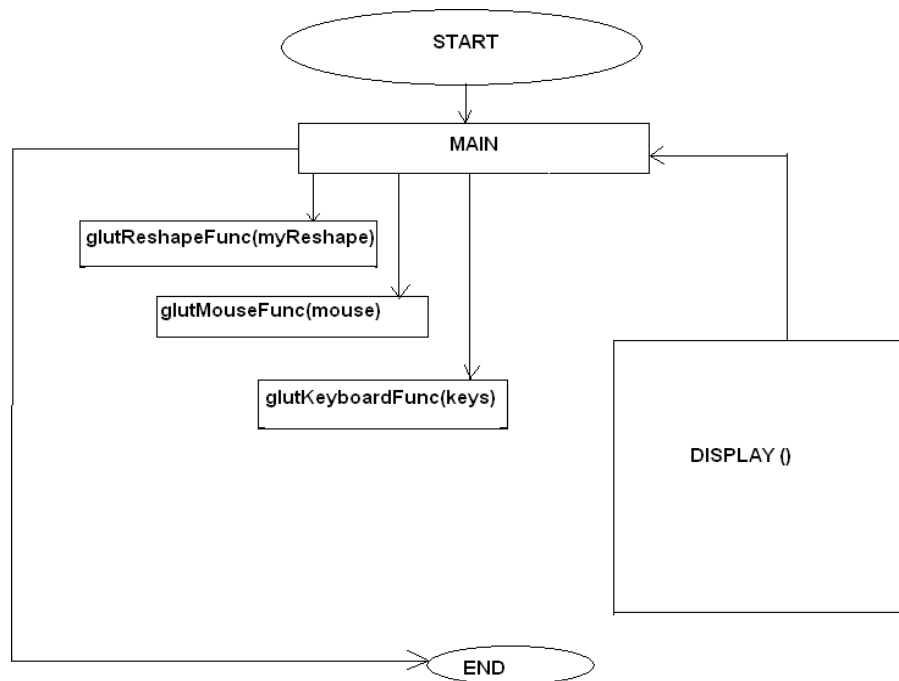 START
MAIN
glutReshapeFunc(myReshape)
glutMouseFunc(mouse)
glutKeyboardFunc(keys)
DISPLAY ()
END